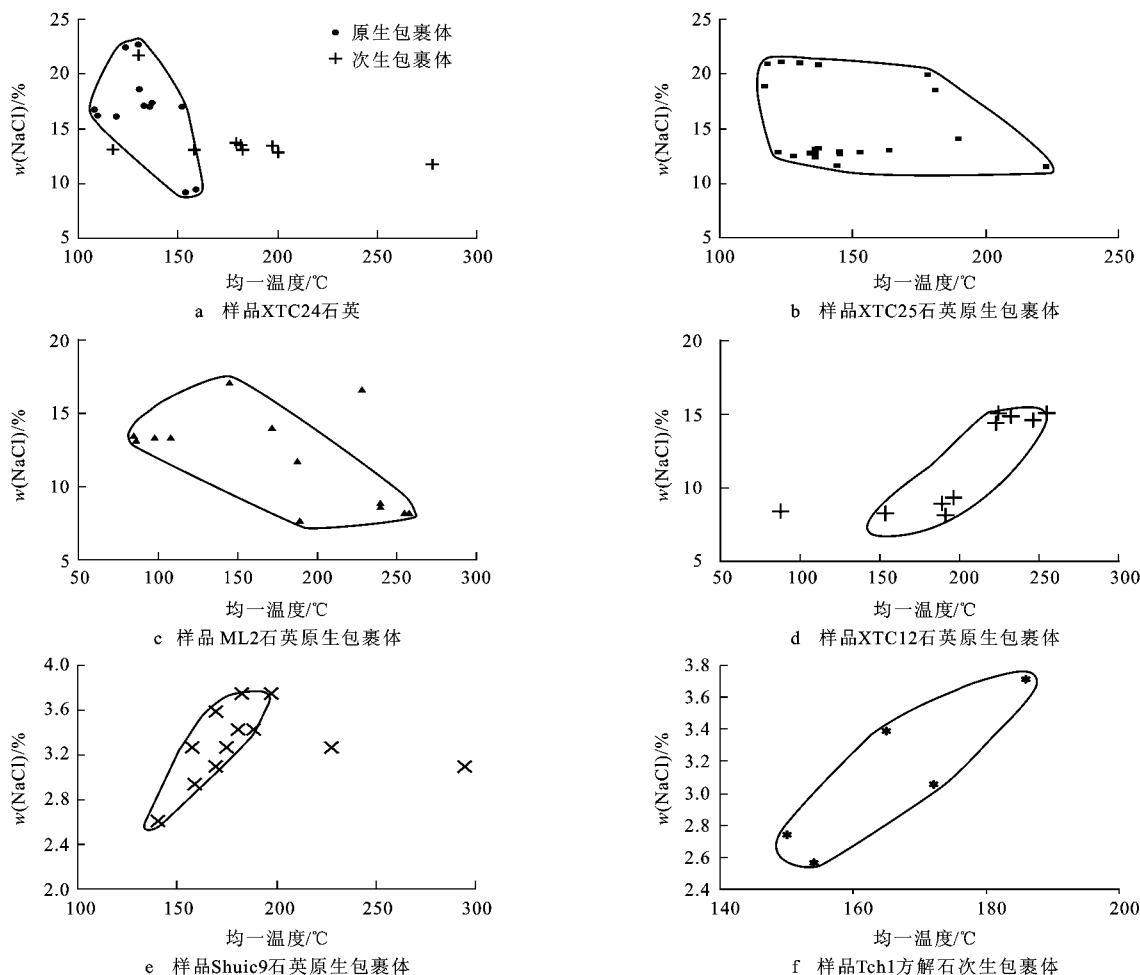 25
20
15
10
5
w(NaCl)/%
● 原生包裹体
+ 次生包裹体
100 150 200 250 300
均一温度/℃
a 样品XTC24石英
25
20
15
10
5
w(NaCl)/%
100 150 200 250
均一温度/℃
b 样品XTC25石英原生包裹体
20
15
10
5
w(NaCl)/%
50 100 150 200 250 300
均一温度/℃
c 样品 ML2石英原生包裹体
20
15
10
5
w(NaCl)/%
50 100 150 200 250 300
均一温度/℃
d 样品XTC12石英原生包裹体
4.0
3.6
3.2
2.8
2.4
2.0
w(NaCl)/%
100 150 200 250 300
均一温度/℃
e 样品Shuic9石英原生包裹体
3.8
3.6
3.4
3.2
3.0
2.8
2.6
2.4
w(NaCl)/%
140 160 180 200
均一温度/℃
f 样品Tch1方解石次生包裹体